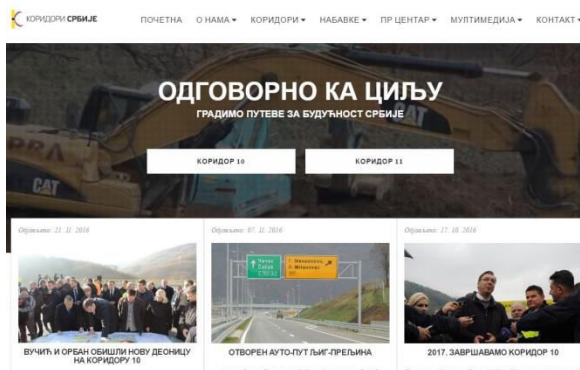 КОРИДОРИ СРБИЈЕ
ПОЧЕТНА О НАМА КОРИДОРИ НАБАВКЕ ПР ЦЕНТАР МУЛТИМЕДИЈА КОНТАКТ
ОДГОВОРНО КА ЦИЉУ
ГРАДИМО ПУТЕВЕ ЗА БУДУЋНОСТ СРБИЈЕ
КОРИДОР 10 КОРИДОР 11
CAT
CAT
Објављено: 21. 11. 2016 Објављено: 07. 11. 2016 Објављено: 17. 10. 2016
ВУЧИЋ И ОРБАН ОБИШЛИ НОВУ ДЕОНИЦУ
НА КОРИДОРУ 10
ОТВОРЕН АУТО-ПУТ ЉИГ-ПРЕЉИНА
2017. ЗАВРШАВАМО КОРИДОР 10